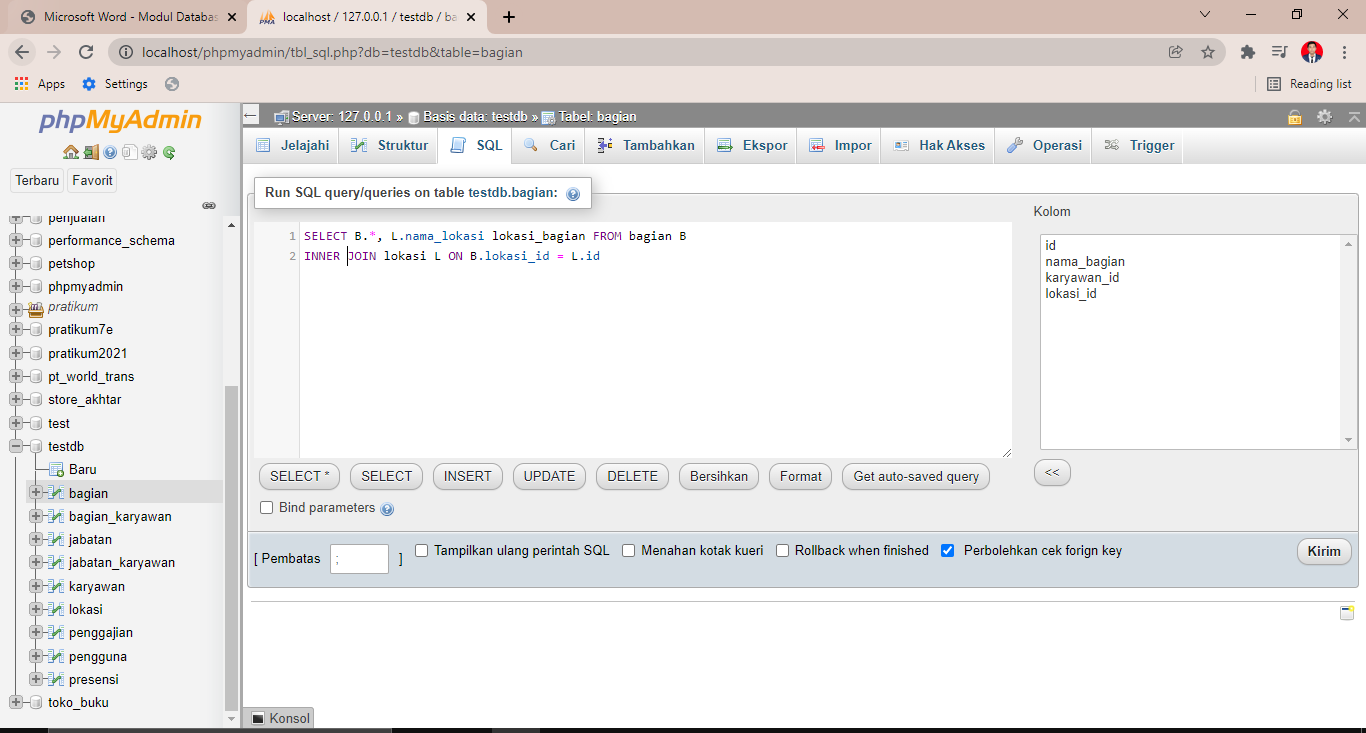 Microsoft Word - Modul Databas
localhost / 127.0.0.1 / testdb / ba
localhost/phpmyadmin/tbl_sql.php?db=testdb&table=bagian
Apps
Settings
Reading list
phpMyAdmin
Terbaru
Favorit
penjualan
performance_schema
petshop
phpmyadmin
pratikum
pratikum7e
pratikum2021
pt_world_trans
store_akhtar
test
testdb
Baru
bagian
bagian_karyawan
jabatan
jabatan_karyawan
karyawan
lokasi
penggajian
pengguna
presensi
toko_buku
Server: 127.0.0.1 » Basis data: testdb » Tabel: bagian
Jelajahi
Struktur
SQL
Cari
Tambahkan
Ekspor
Impor
Hak Akses
Operasi
Trigger
Run SQL query/queries on table testdb.bagian:
1 SELECT B.*, L.nama_lokasi lokasi_bagian FROM bagian B
2 INNER JOIN lokasi L ON B.lokasi_id = L.id
Kolom
id
nama_bagian
karyawan_id
lokasi_id
<<
SELECT *
SELECT
INSERT
UPDATE
DELETE
Bersihkan
Format
Get auto-saved query
Bind parameters
[ Pembatas ; ]
Tampilkan ulang perintah SQL
Menahan kotak kueri
Rollback when finished
Perbolehkan cek forign key
Kirim
Konsol